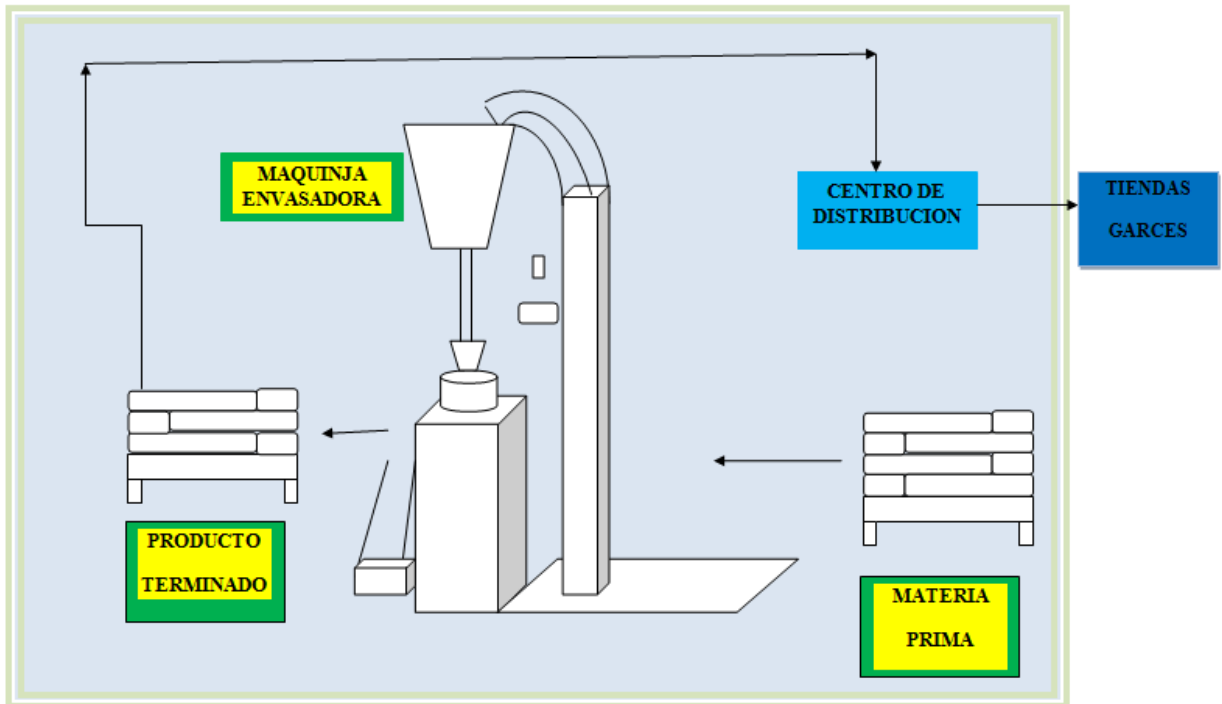 MAQUINJA
ENVASADORA
CENTRO DE
DISTRIBUCION
TIENDAS
GARCES
PRODUCTO
TERMINADO
MATERIA
PRIMA